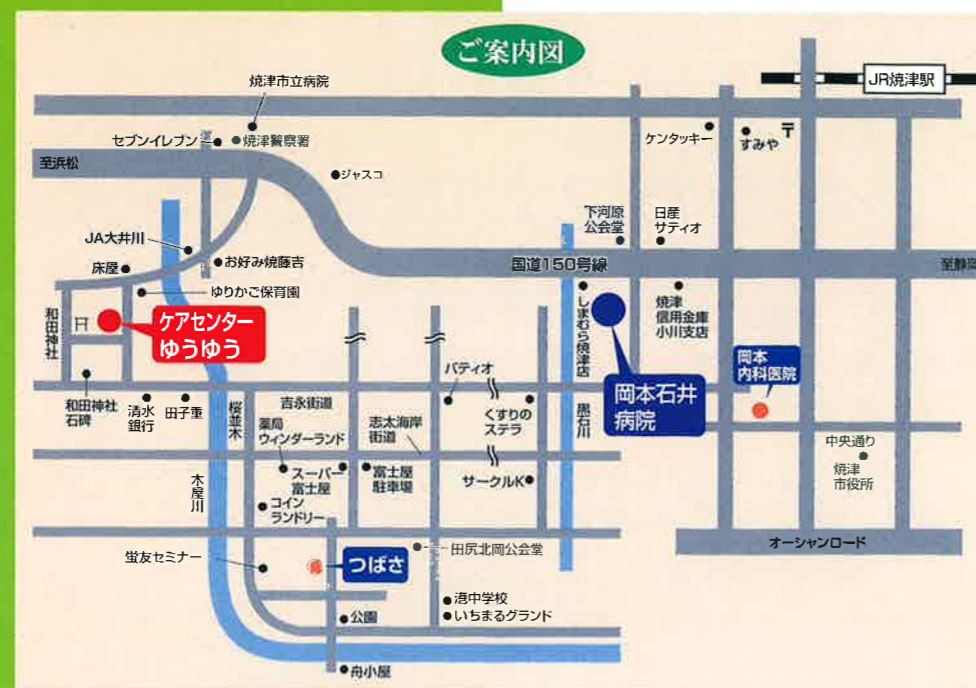 ご案内図
JR焼津駅
焼津市立病院
セブンイレブン
焼津警察署
ケンタッキー
すみや
〒
至浜松
ジャスコ
下河原
公会堂
日産
サティオ
JA大井川
お好み焼藤吉
国道150号線
床屋
ゆりかご保育園
和田神社
ケアセンター
ゆうゆう
しまむら焼津店
焼津
信用金庫
小川支店
岡本
内科医院
パティオ
岡本石井
病院
和田神社
石碑
清水
銀行
田子重
桜並木
吉永街道
薬局
ウィンダーランド
志太海岸
街道
くすりの
ステラ
黒石川
中央通り
焼津
市役所
木屋川
スーパー
富士屋
富士屋
駐車場
サークルK
コイン
ランドリー
オーシャンロード
蛍友セミナー
つばさ
田尻北岡公会堂
港中学校
いちまるグランド
公園
舟小屋